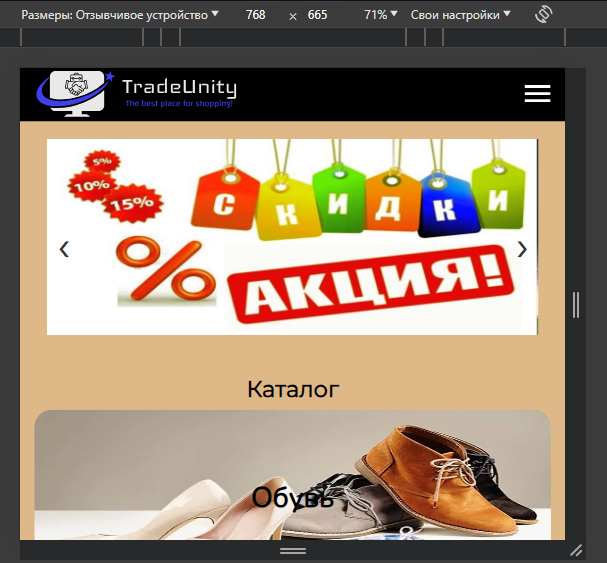 Размеры: Отзывчивое устройство ▼ 768 × 665 71% ▼ Свои настройки ▼
TradeUnity
The best place for shopping!
5%
10%
15%
СКИДКИ
%
АКЦИЯ!
Каталог
Обувь